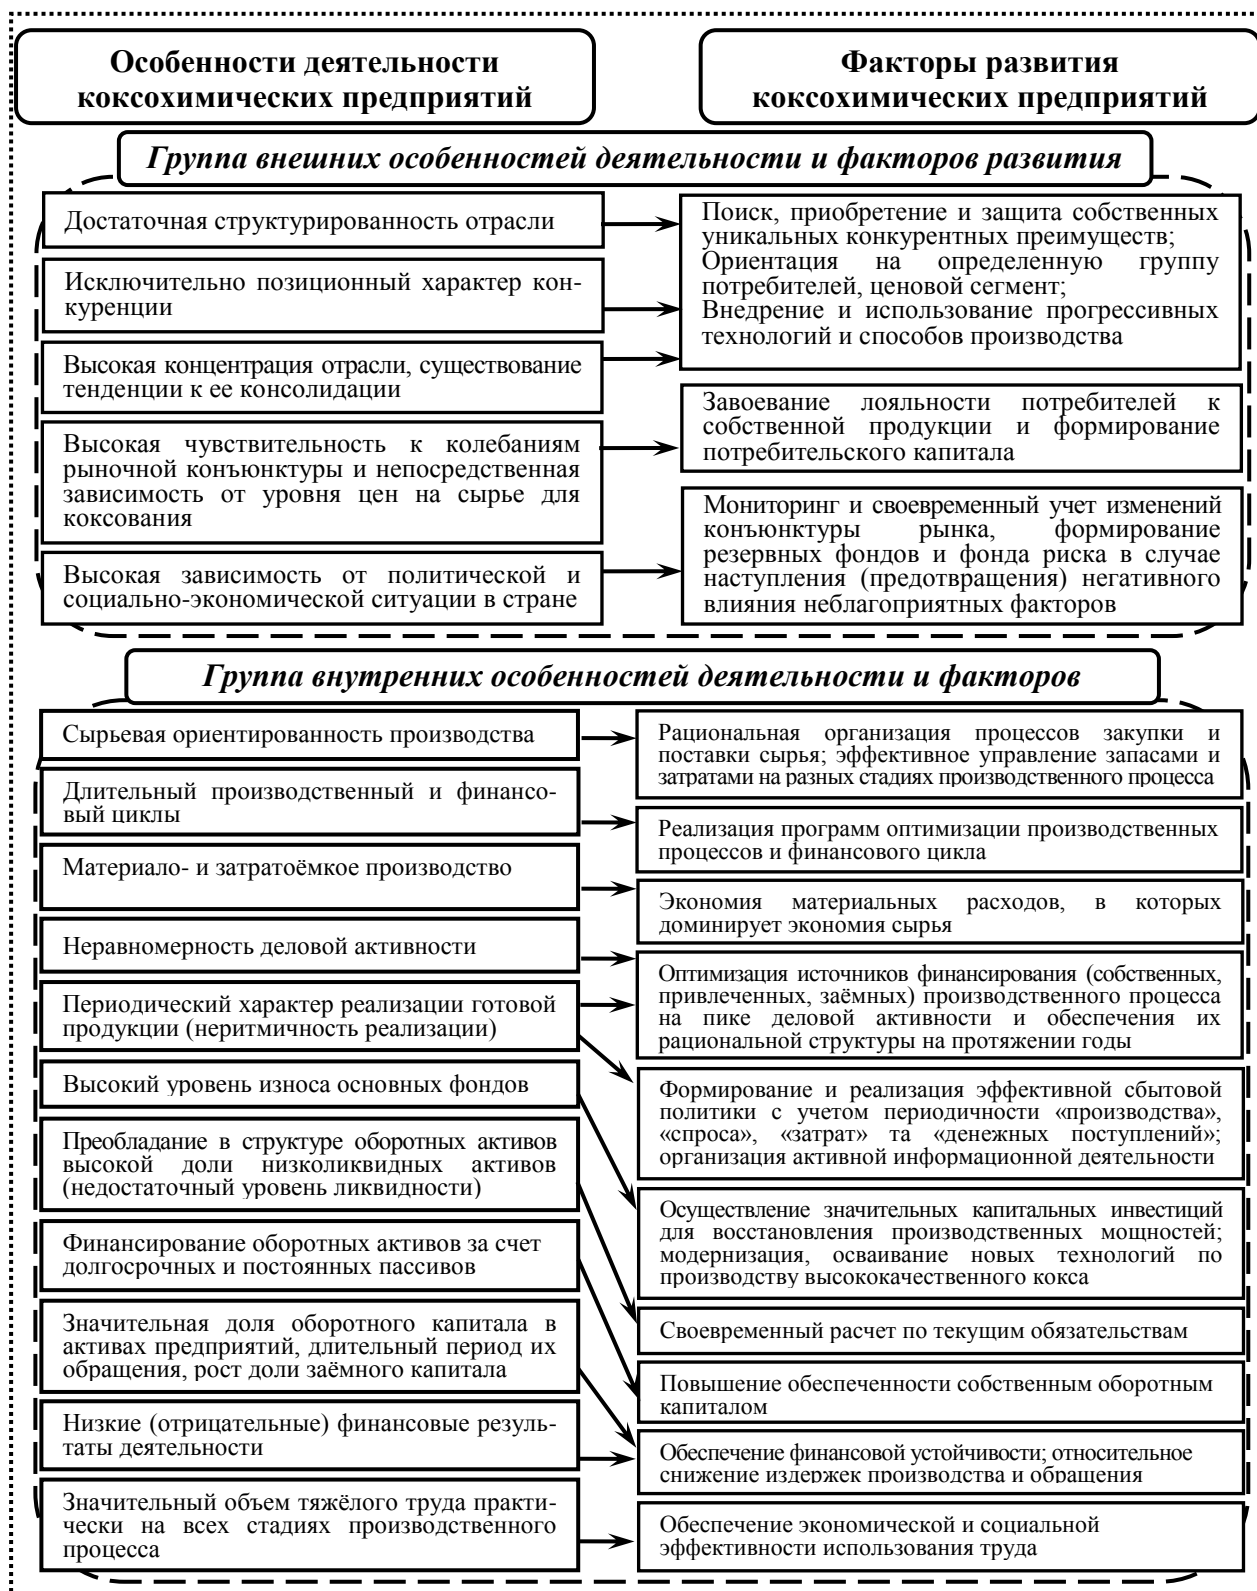 Особенности деятельности
коксохимических предприятий
Факторы развития
коксохимических предприятий
Группа внешних особенностей деятельности и факторов развития
Достаточная структурированность отрасли
Исключительно позиционный характер кон-
куренции
Высокая концентрация отрасли, существование
тенденции к ее консолидации
Высокая чувствительность к колебаниям
рыночной конъюнктуры и непосредственная
зависимость от уровня цен на сырье для
коксования
Высокая зависимость от политической и
социально-экономической ситуации в стране
Поиск, приобретение и защита собственных
уникальных конкурентных преимуществ;
Ориентация на определенную группу
потребителей, ценовой сегмент;
Внедрение и использование прогрессивных
технологий и способов производства
Завоевание лояльности потребителей к
собственной продукции и формирование
потребительского капитала
Мониторинг и своевременный учет изменений
конъюнктуры рынка, формирование
резервных фондов и фонда риска в случае
наступления (предотвращения) негативного
влияния неблагоприятных факторов
Группа внутренних особенностей деятельности и факторов
Сырьевая ориентированность производства
Длительный производственный и финансо-
вый циклы
Материало- и затратоёмкое производство
Неравномерность деловой активности
Периодический характер реализации готовой
продукции (неритмичность реализации)
Высокий уровень износа основных фондов
Преобладание в структуре оборотных активов
высокой доли низколиквидных активов
(недостаточный уровень ликвидности)
Финансирование оборотных активов за счет
долгосрочных и постоянных пассивов
Значительная доля оборотного капитала в
активах предприятий, длительный период их
обращения, рост доли заёмного капитала
Низкие (отрицательные) финансовые резуль-
таты деятельности
Значительный объем тяжёлого труда практи-
чески на всех стадиях производственного
процесса
Рациональная организация процессов закупки и
поставки сырья; эффективное управление запасами и
затратами на разных стадиях производственного процесса
Реализация программ оптимизации производственных
процессов и финансового цикла
Экономия материальных расходов, в которых
доминирует экономия сырья
Оптимизация источников финансирования (собственных,
привлеченных, заёмных) производственного процесса
на пике деловой активности и обеспечения их
рациональной структуры на протяжении годы
Формирование и реализация эффективной сбытовой
политики с учетом периодичности «производства»,
«спроса», «затрат» та «денежных поступлений»;
организация активной информационной деятельности
Осуществление значительных капитальных инвестиций
для восстановления производственных мощностей;
модернизация, осваивание новых технологий по
производству высококачественного кокса
Своевременный расчет по текущим обязательствам
Повышение обеспеченности собственным оборотным
капиталом
Обеспечение финансовой устойчивости; относительное
снижение издержек производства и обращения
Обеспечение экономической и социальной
эффективности использования труда